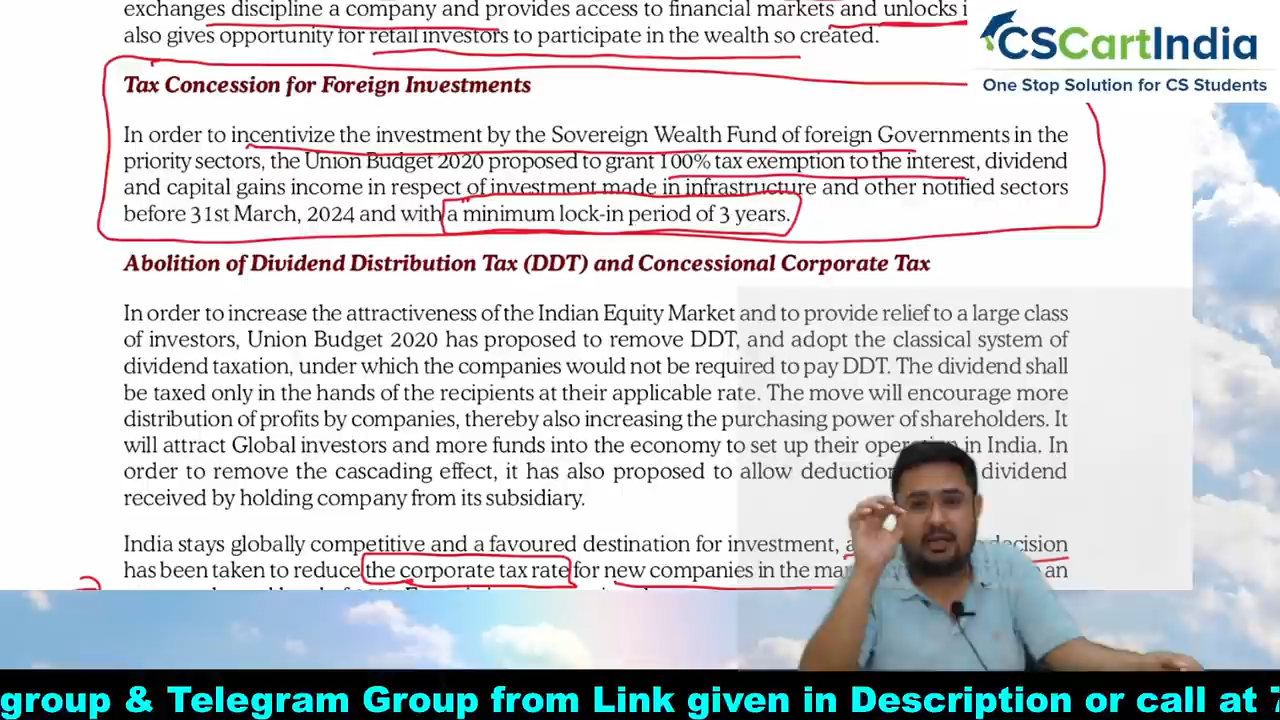 exchanges discipline a company and provides access to financial markets and unlocks i
also gives opportunity for retail investors to participate in the wealth so created.
CSCartIndia
One Stop Solution for CS Students
Tax Concession for Foreign Investments
In order to incentivize the investment by the Sovereign Wealth Fund of foreign Governments in the
priority sectors, the Union Budget 2020 proposed to grant 100% tax exemption to the interest, dividend
and capital gains income in respect of investment made in infrastructure and other notified sectors
before 31st March, 2024 and with a minimum lock-in period of 3 years.
Abolition of Dividend Distribution Tax (DDT) and Concessional Corporate Tax
In order to increase the attractiveness of the Indian Equity Market and to provide relief to a large class
of investors, Union Budget 2020 has proposed to remove DDT, and adopt the classical system of
dividend taxation, under which the companies would not be required to pay DDT. The dividend shall
be taxed only in the hands of the recipients at their applicable rate. The move will encourage more
distribution of profits by companies, thereby also increasing the purchasing power of shareholders. It
will attract Global investors and more funds into the economy to set up their operation in India. In
order to remove the cascading effect, it has also proposed to allow deduction dividend
received by holding company from its subsidiary.
India stays globally competitive and a favoured destination for investment, decision
has been taken to reduce the corporate tax rate for new companies in the an
group & Telegram Group from Link given in Description or call at 7